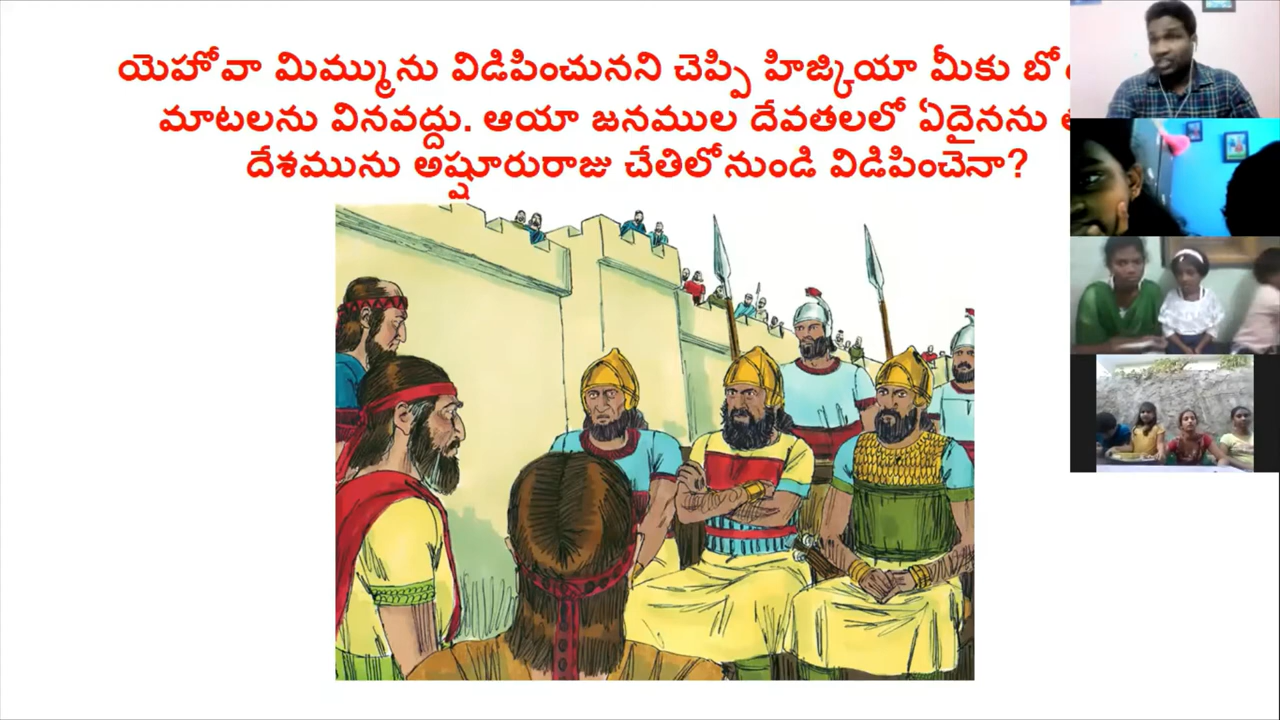 యెహోవా మిమ్మును విడిపించునని చెప్పి హిజ్కియా మీకు
మాటలను వినవద్దు. ఆయా జనముల దేవతలలో ఏదైనను
దేశమును అష్షూరురాజు చేతిలోనుండి విడిపించెనా?